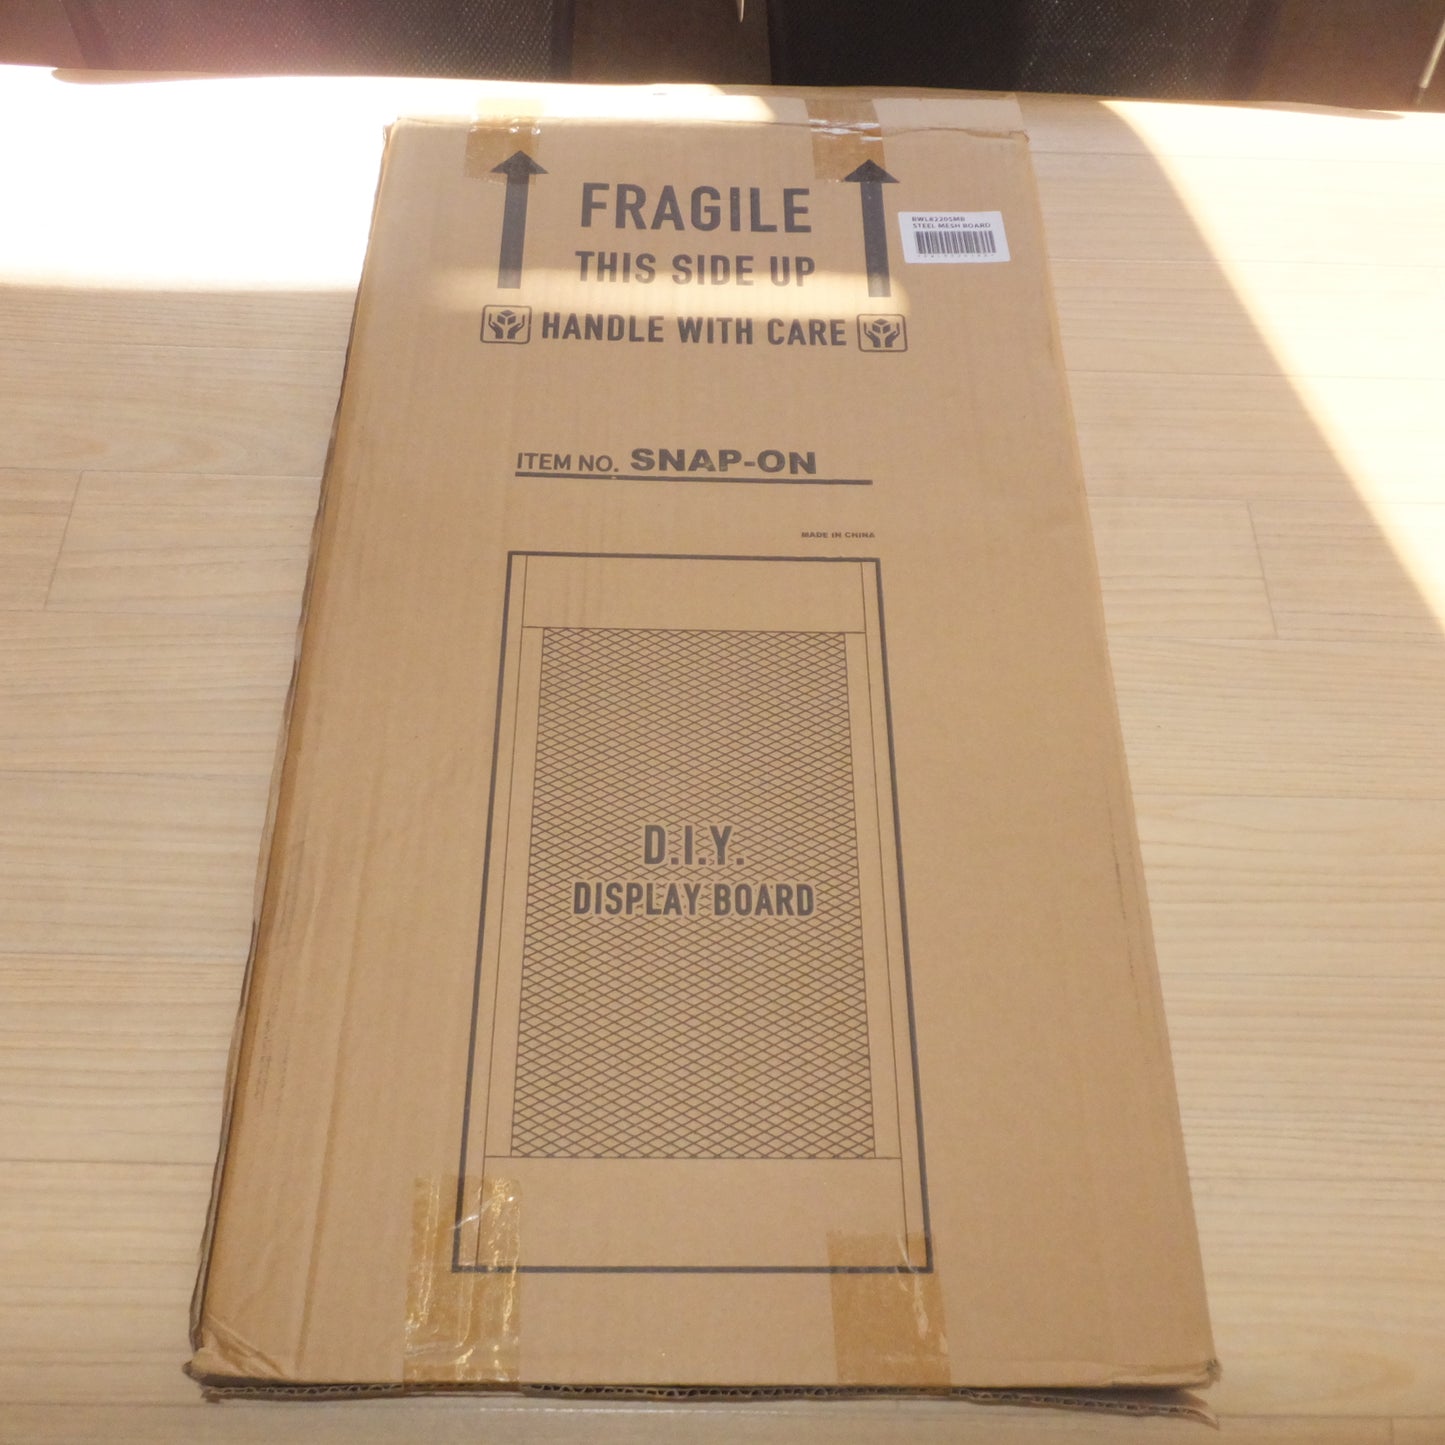 FRAGILE
THIS SIDE UP
HANDLE WITH CARE
STEEL MESH BOARD
ITEM NO. SNAP-ON
MADE IN CHINA
D.I.Y.
DISPLAY BOARD